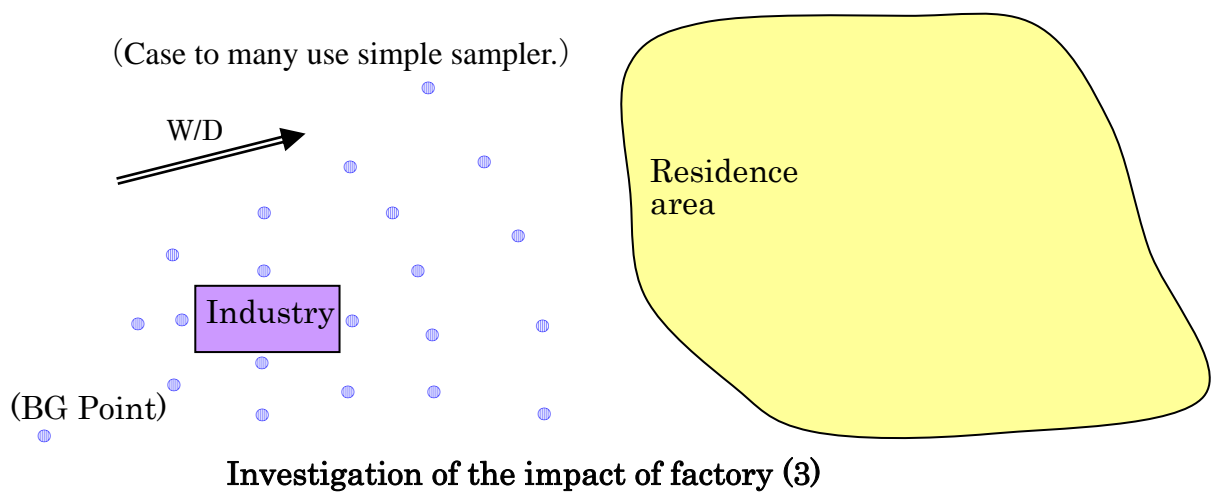 （Case to many use simple sampler.）
W/D
Residence
area
Industry
(BG Point)
Investigation of the impact of factory (3)